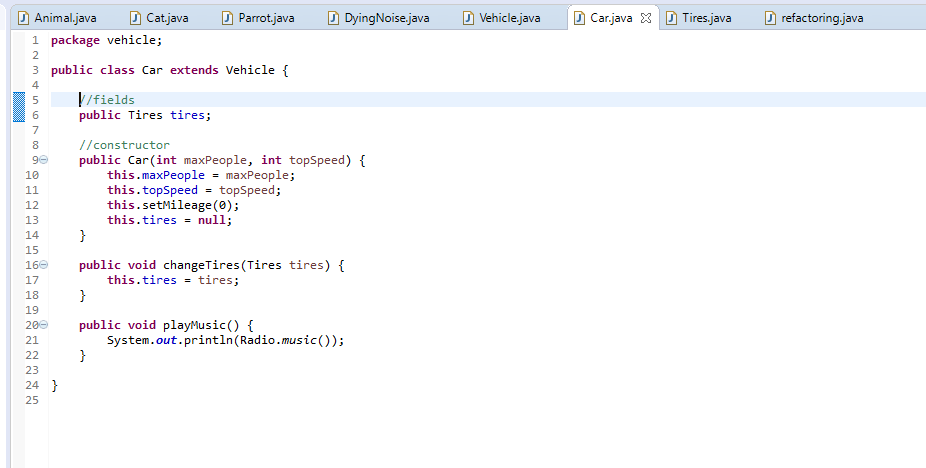 Animal.java Cat.java Parrot.java DyingNoise.java Vehicle.java Car.java Tires.java refactoring.java
1 package vehicle;
2
3 public class Car extends Vehicle {
4
5     //fields
6     public Tires tires;
7
8     //constructor
9     public Car(int maxPeople, int topSpeed) {
10         this.maxPeople = maxPeople;
11         this.topSpeed = topSpeed;
12         this.setMileage(0);
13         this.tires = null;
14     }
15
16     public void changeTires(Tires tires) {
17         this.tires = tires;
18     }
19
20     public void playMusic() {
21         System.out.println(Radio.music());
22     }
23
24 }
25